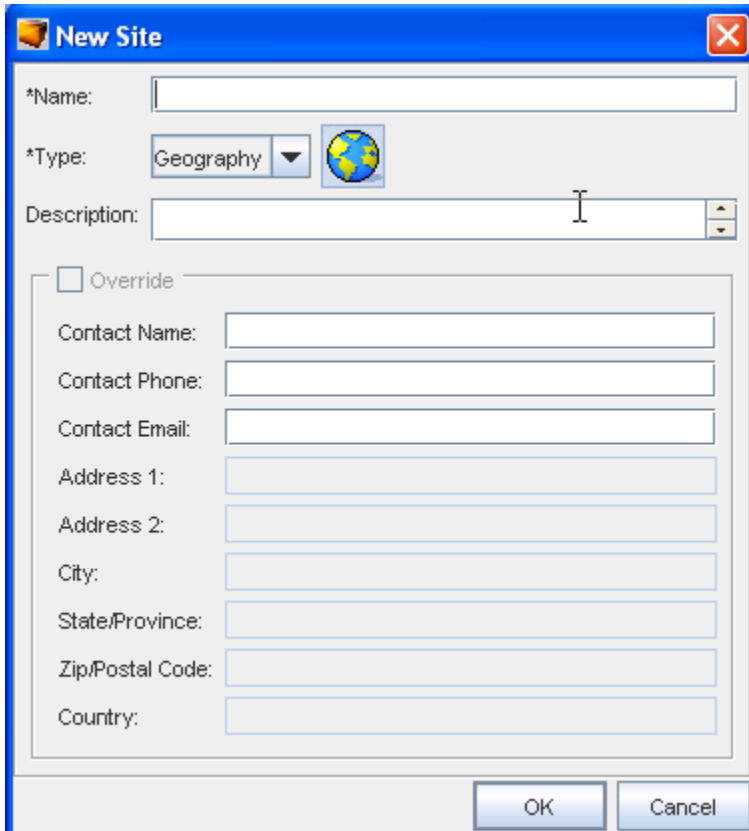 New Site
*Name:
*Type: Geography
Description:
Override
Contact Name:
Contact Phone:
Contact Email:
Address 1:
Address 2:
City:
State/Province:
Zip/Postal Code:
Country:
OK Cancel